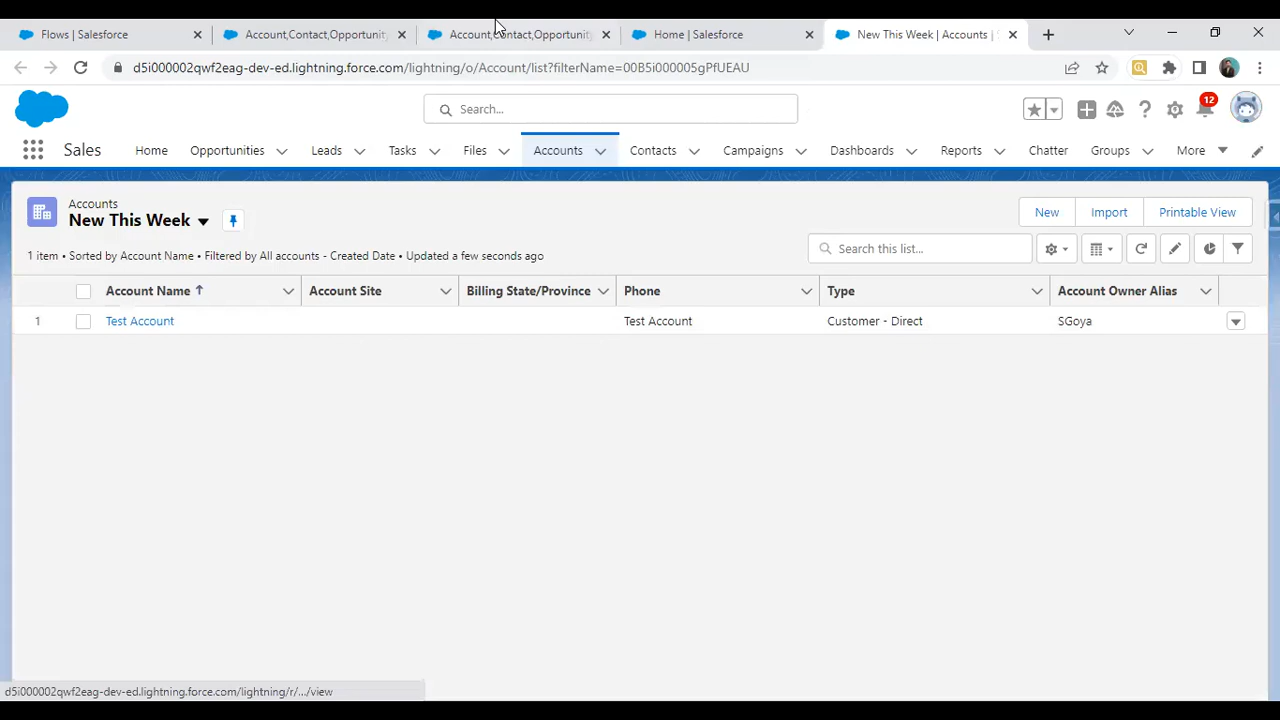 Flows | Salesforce
Account,Contact,Opportunit
Account,Contact,Opportunit
Home | Salesforce
New This Week | Accounts |
d5i000002qwf2eag-dev-ed.lightning.force.com/lightning/o/Account/list?filterName=00B5i000005gPfUEAU
Search...
12
Sales
Home
Opportunities
Leads
Tasks
Files
Accounts
Contacts
Campaigns
Dashboards
Reports
Chatter
Groups
More
Accounts
New This Week
New
Import
Printable View
1 item • Sorted by Account Name • Filtered by All accounts - Created Date • Updated a few seconds ago
Search this list...
Account Name
Account Site
Billing State/Province
Phone
Type
Account Owner Alias
1
Test Account
Test Account
Customer - Direct
SGoya
d5i000002qwf2eag-dev-ed.lightning.force.com/lightning/r/.../view